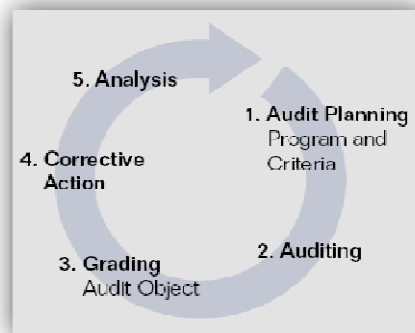 1. Audit Planning
Program and
Criteria
2. Auditing
3. Grading
Audit Object
4. Corrective
Action
5. Analysis